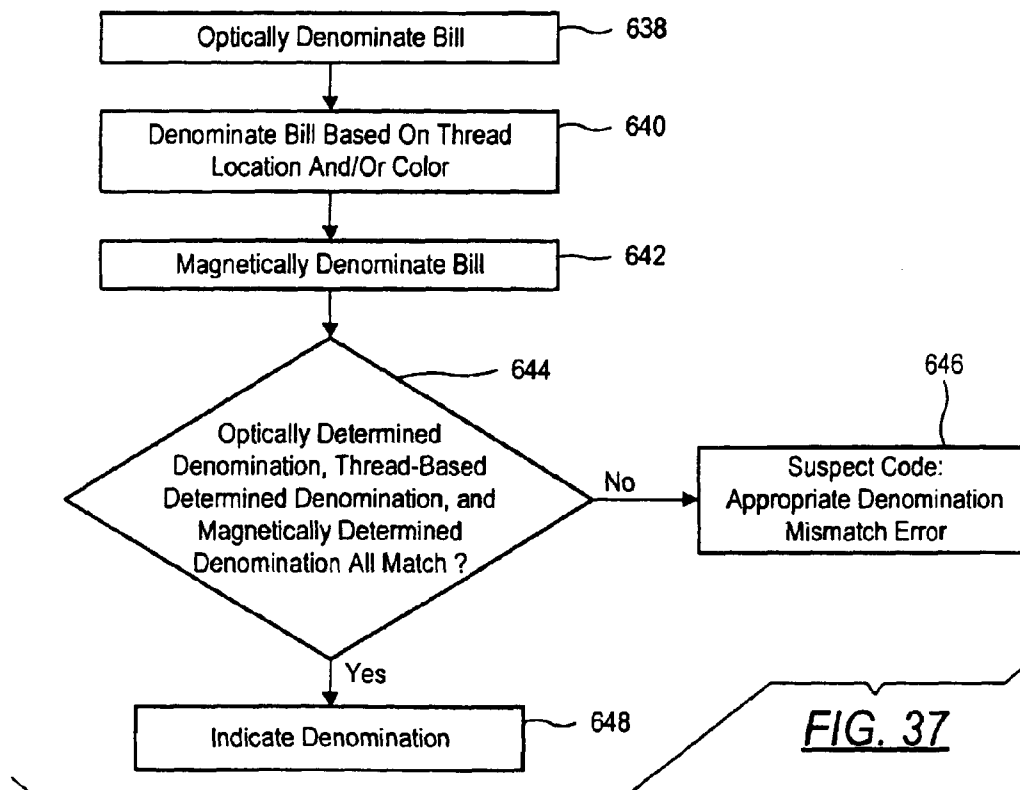 Optically Denominate Bill
638
Denominate Bill Based On Thread
Location And/Or Color
640
Magnetically Denominate Bill
642
644
Optically Determined
Denomination, Thread-Based
Determined Denomination, and
Magnetically Determined
Denomination All Match ?
No
646
Suspect Code:
Appropriate Denomination
Mismatch Error
Yes
Indicate Denomination
648
FIG. 37